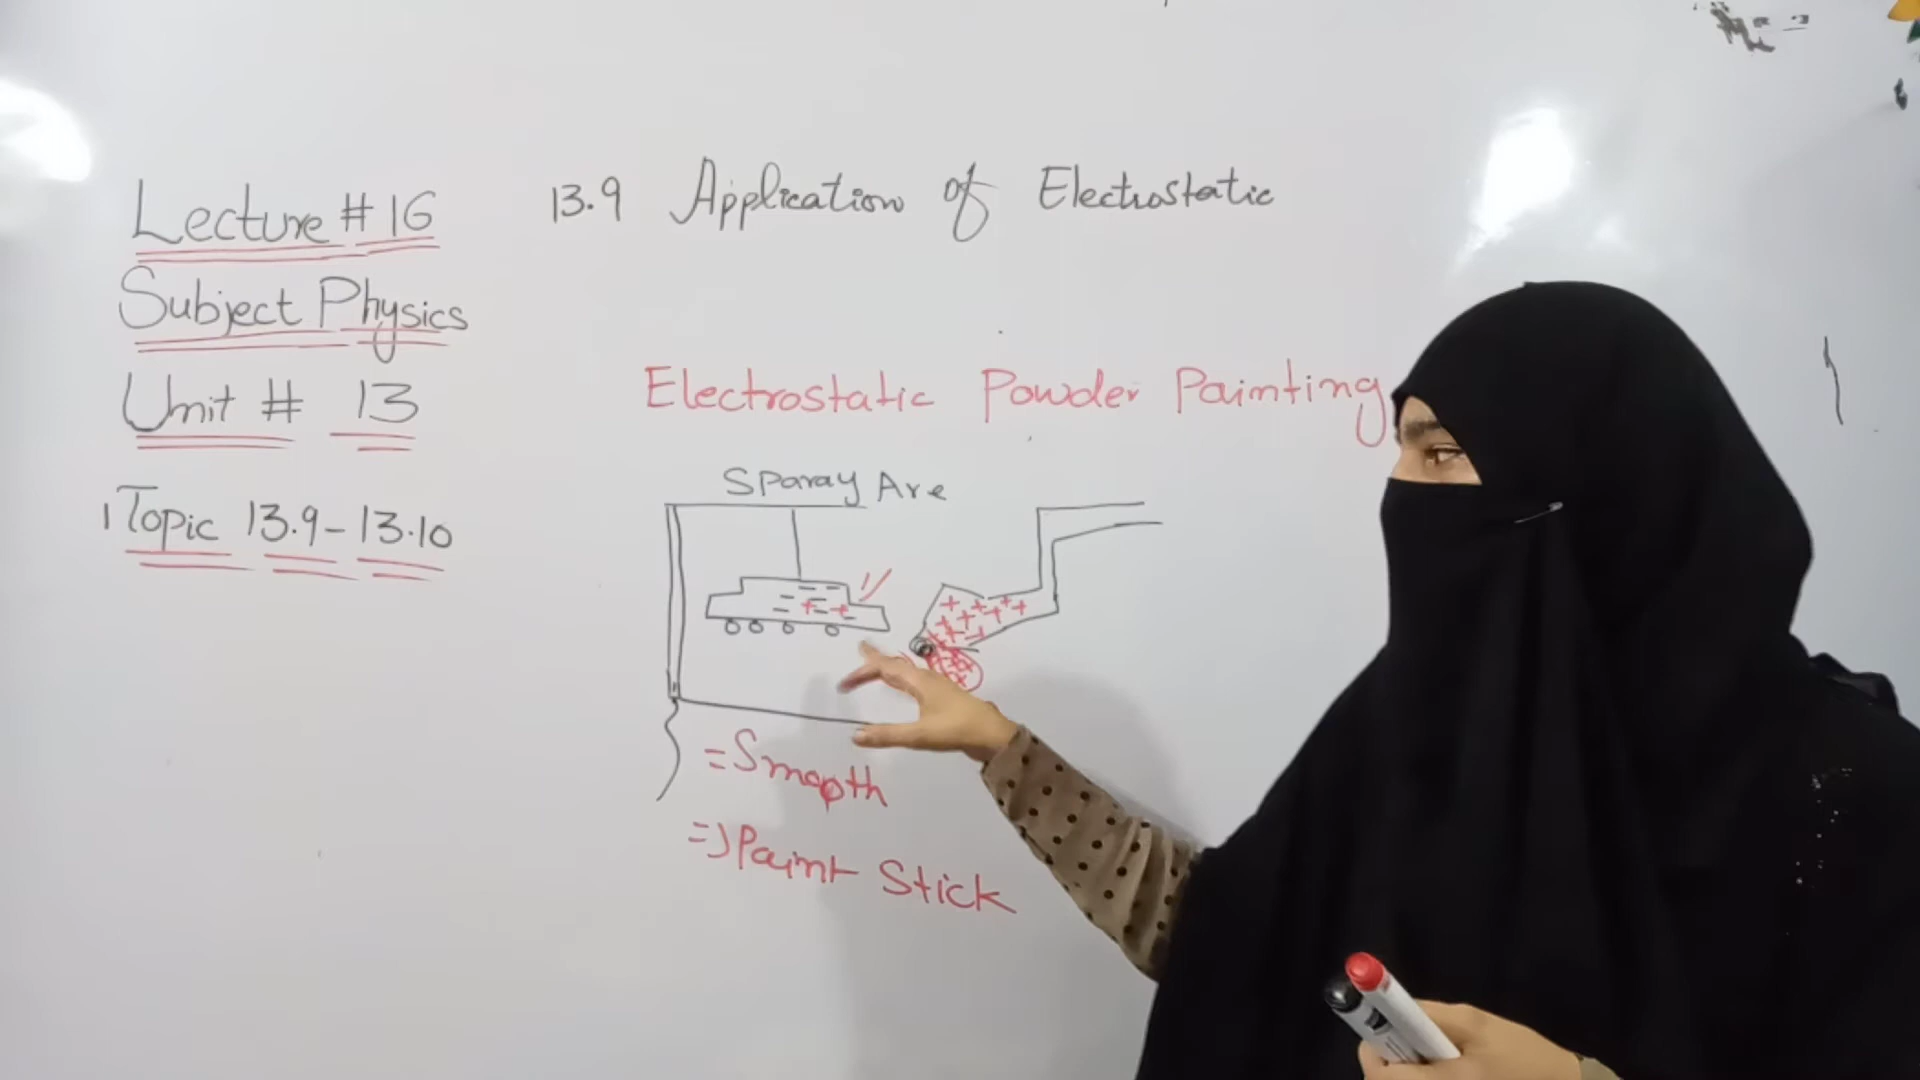 Lecture # 16
Subject Physics
Unit # 13
Topic 13.9-13.10
13.9 Application of Electrostatic
Electrostatic Powder Painting
Sparay Are
=Smooth
=> Paint Stick